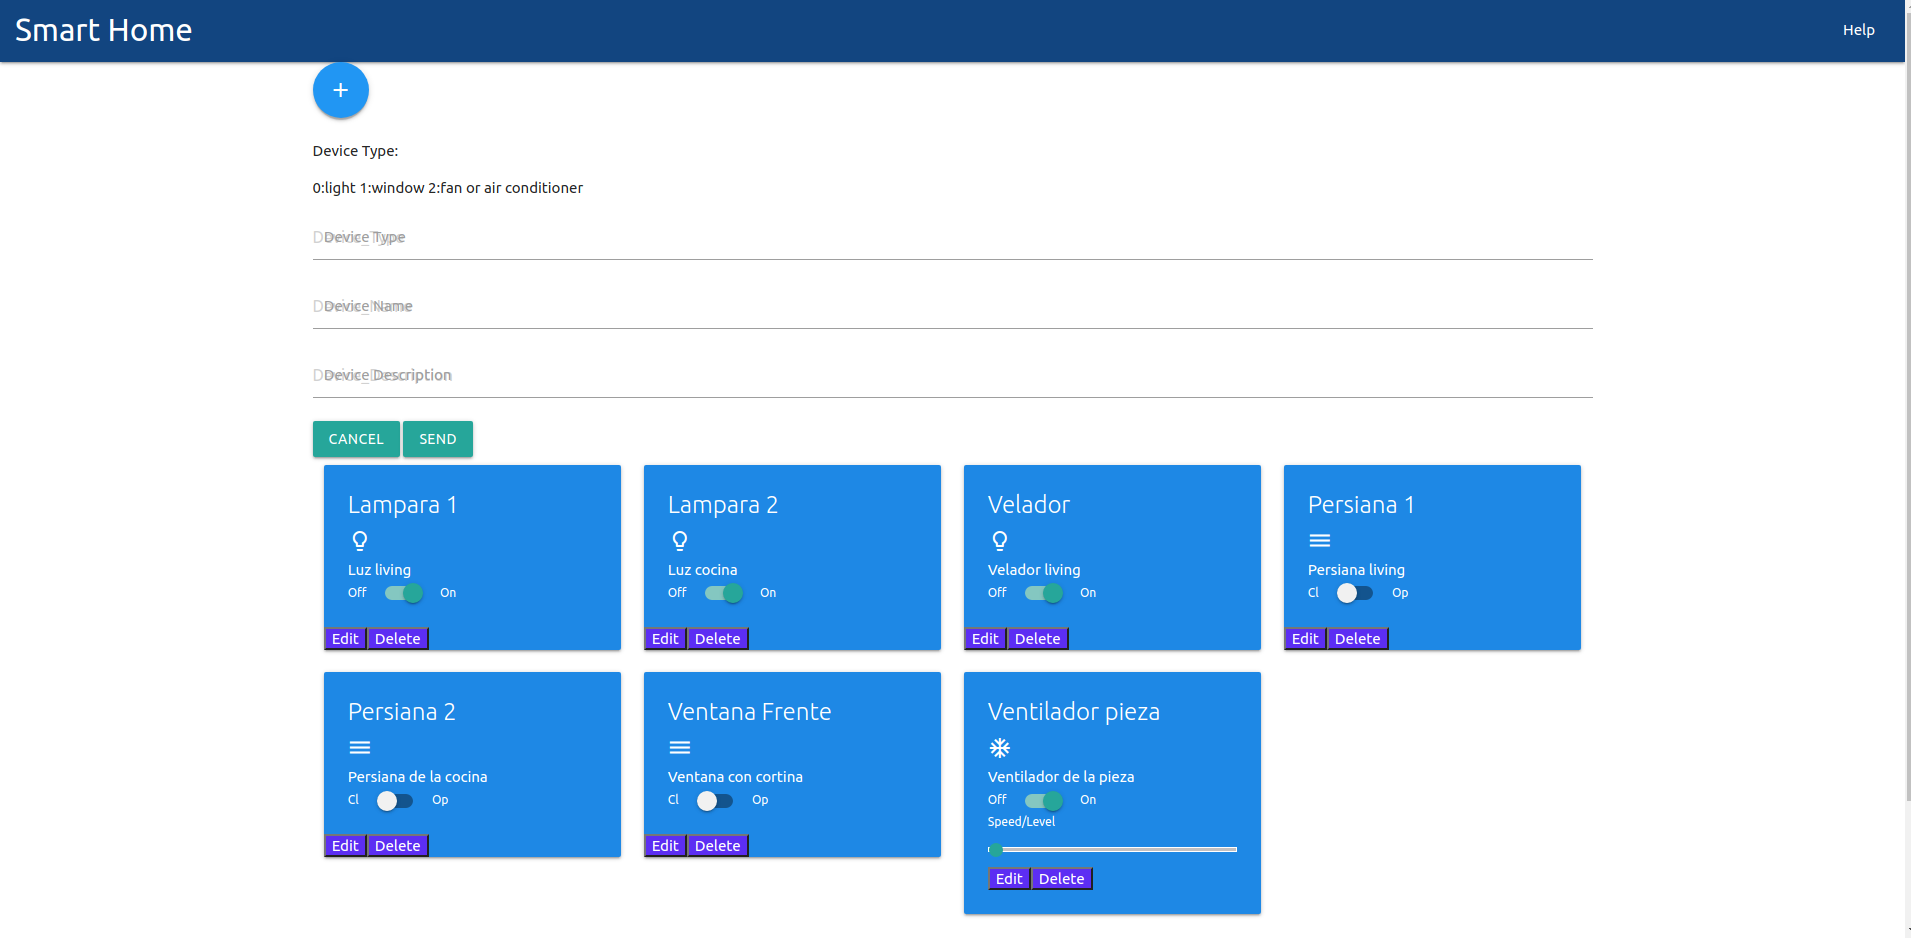 Smart Home
Help
+
Device Type:
0:light 1:window 2:fan or air conditioner
Device Type
Device Name
Device Description
CANCEL SEND
Lampara 1
Luz living
Off On
Edit Delete
Lampara 2
Luz cocina
Off On
Edit Delete
Velador
Velador living
Off On
Edit Delete
Persiana 1
Persiana living
Cl Op
Edit Delete
Persiana 2
Persiana de la cocina
Cl Op
Edit Delete
Ventana Frente
Ventana con cortina
Cl Op
Edit Delete
Ventilador pieza
Ventilador de la pieza
Off On
Speed/Level
Edit Delete